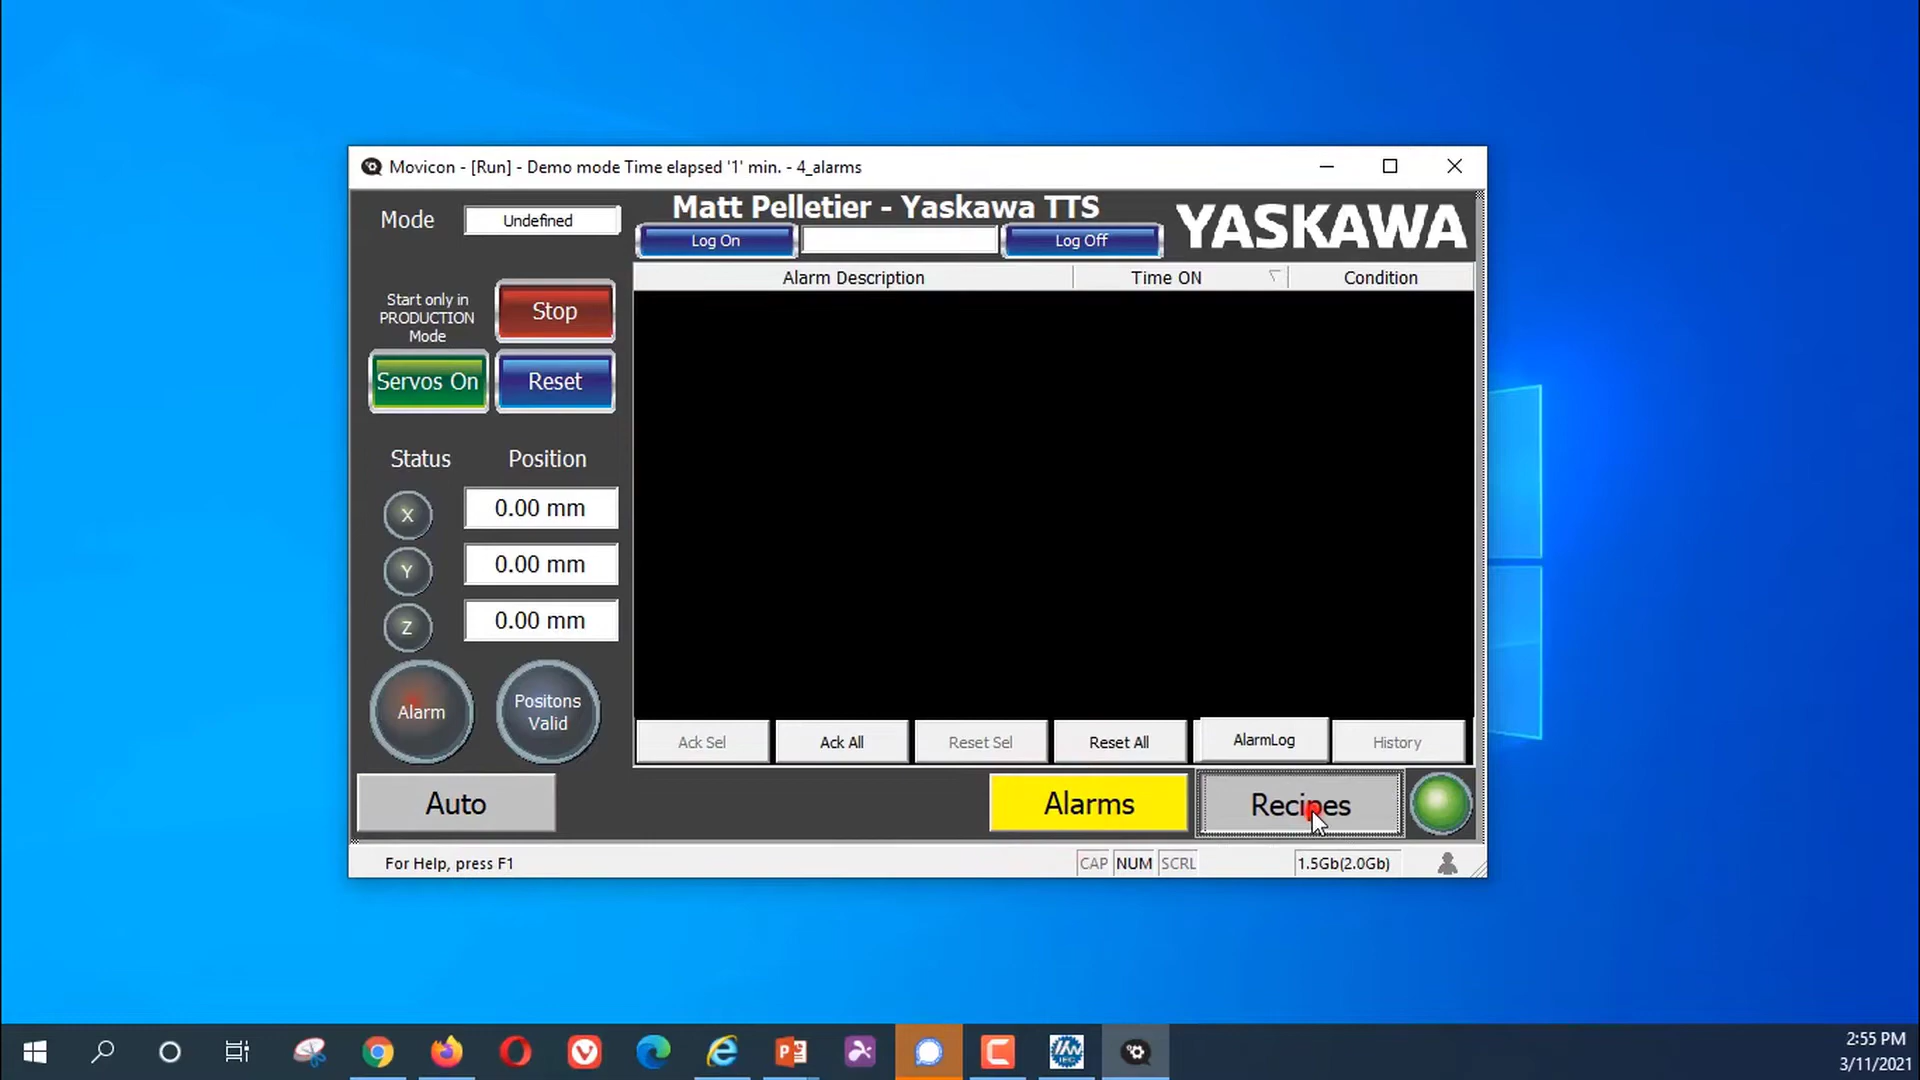 Movicon - [Run] - Demo mode Time elapsed '1' min. - 4_alarms
Mode
Undefined
Matt Pelletier - Yaskawa TTS
YASKAWA
Log On
Log Off
Alarm Description
Time ON
Condition
Start only in
PRODUCTION
Mode
Stop
Servos On
Reset
Status
Position
X
0.00 mm
Y
0.00 mm
Z
0.00 mm
Alarm
Positons
Valid
Ack Sel
Ack All
Reset Sel
Reset All
AlarmLog
History
Auto
Alarms
Recipes
For Help, press F1
CAP
NUM
SCRL
1.5Gb(2.0Gb)
2:55 PM
3/11/2021